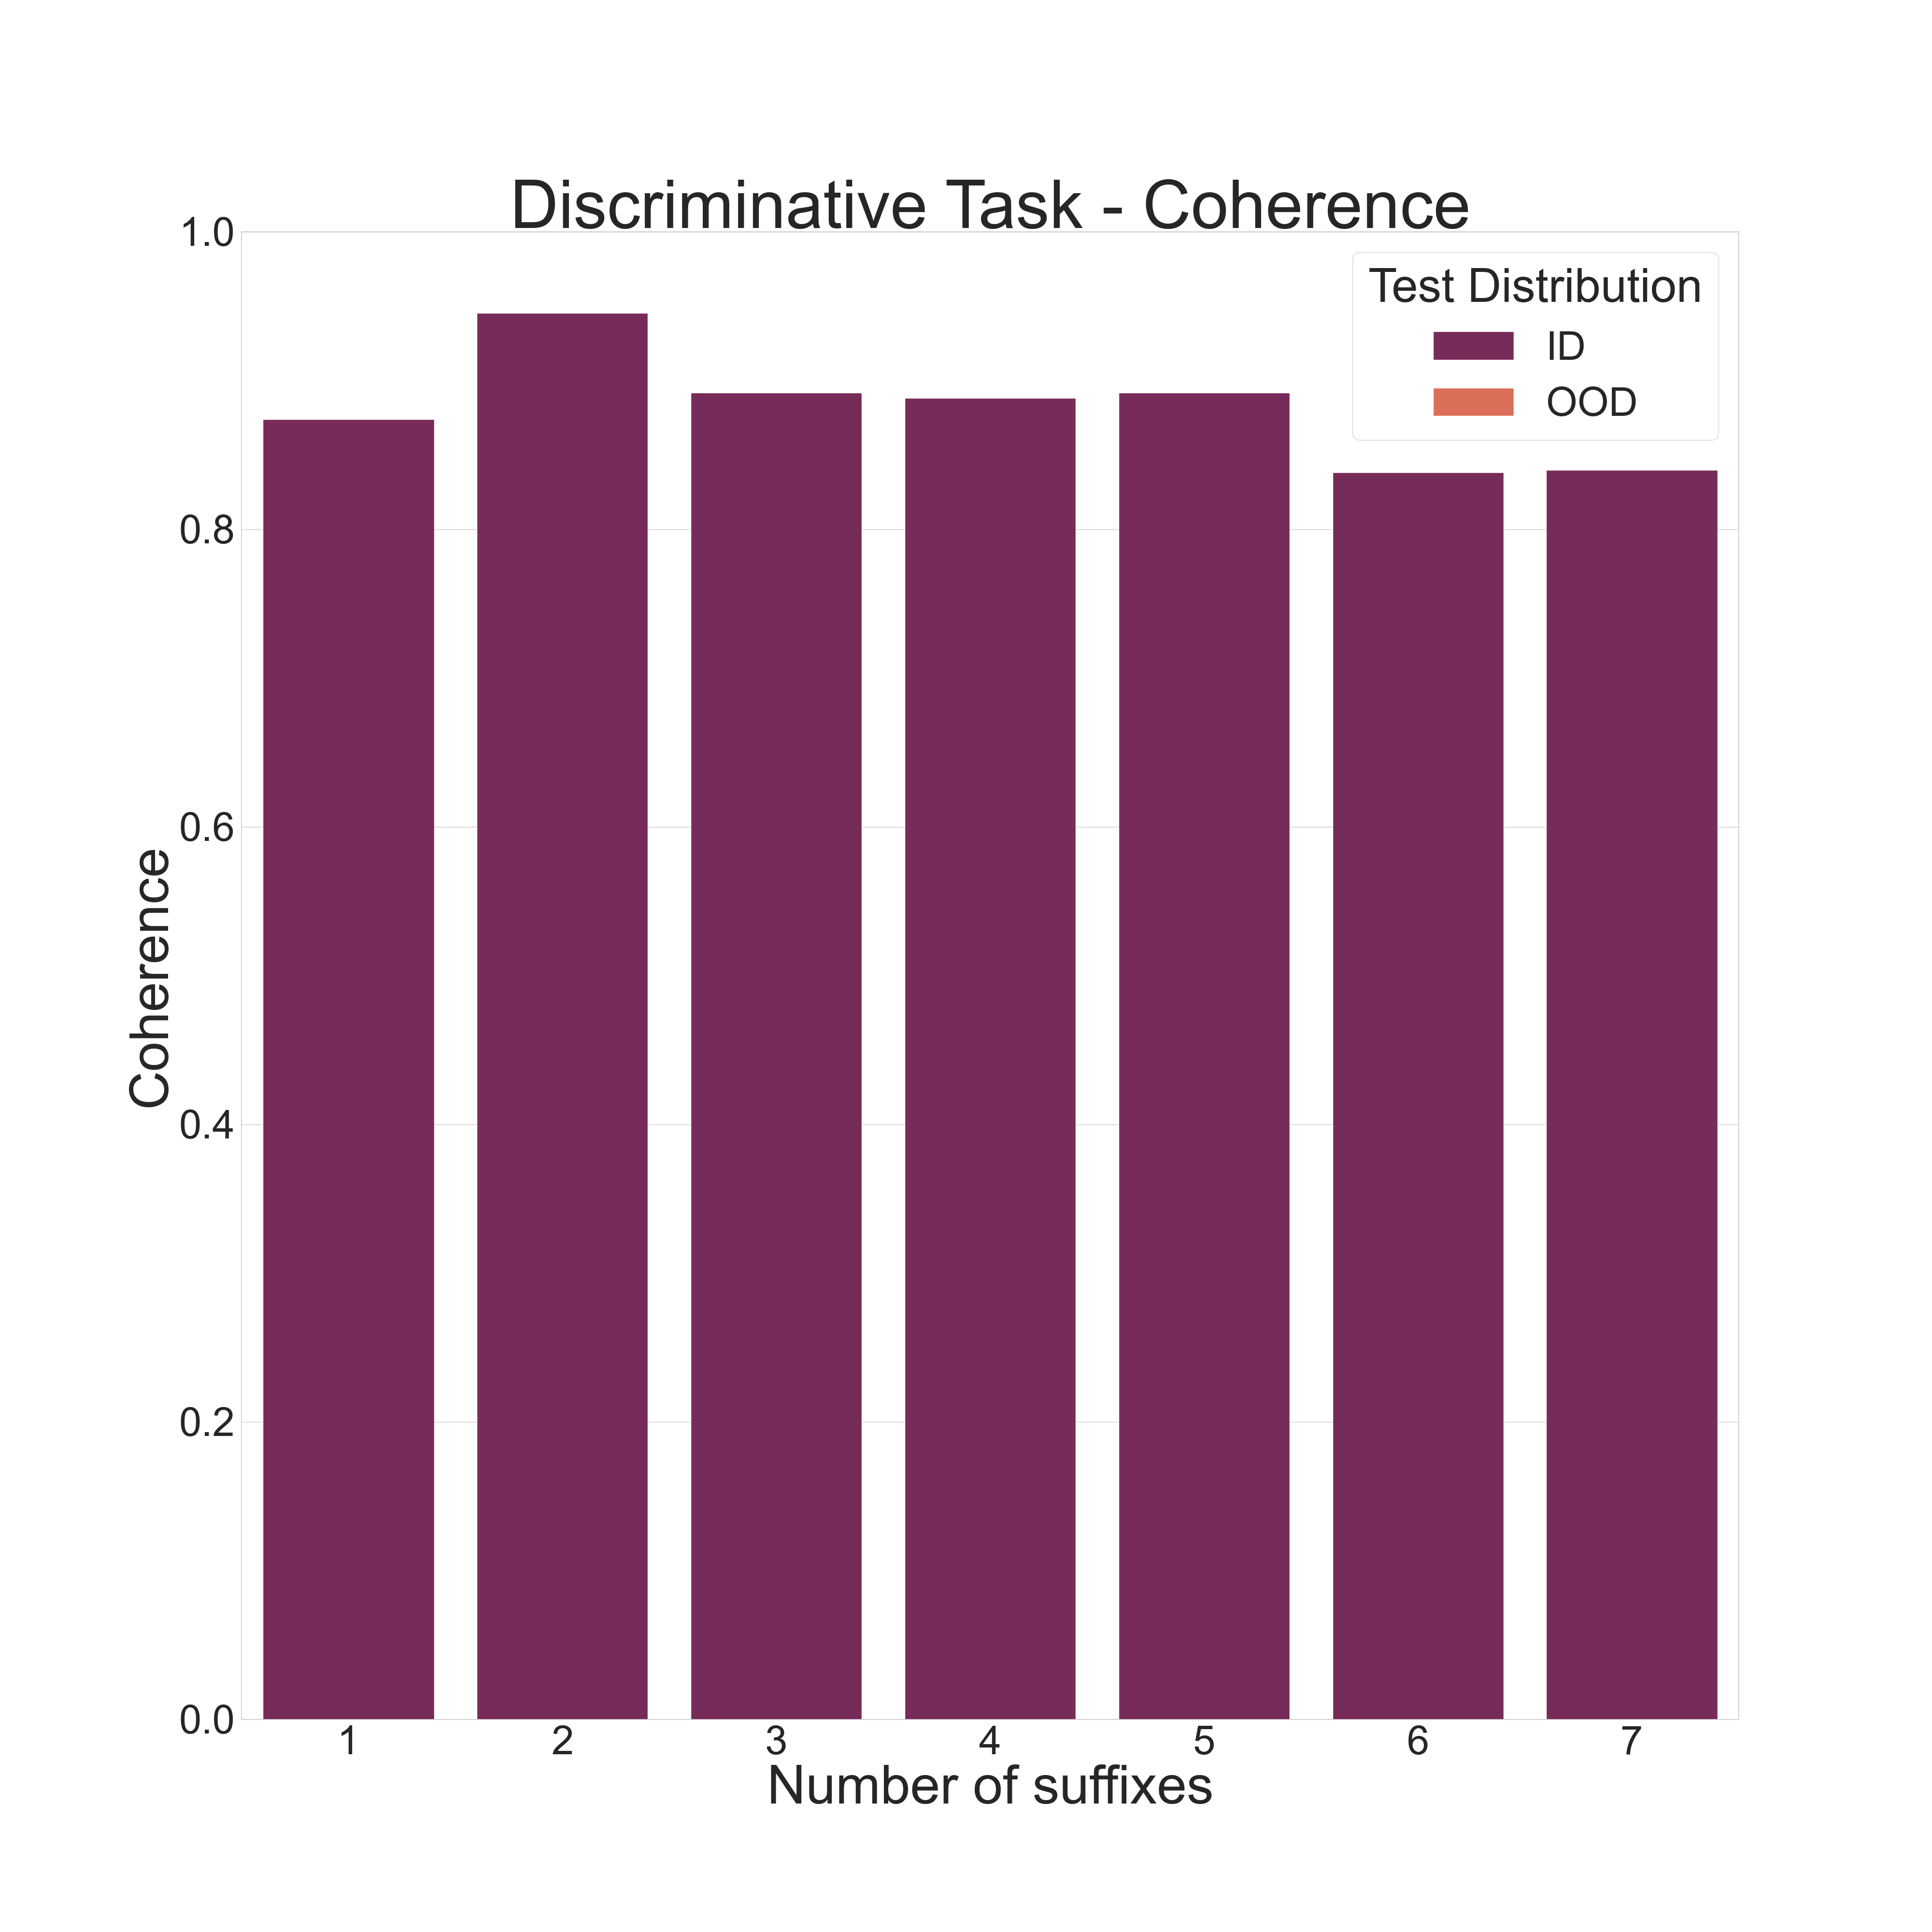 Discriminative Task - Coherence
1.0
0.8
0.6
0.4
0.2
0.0
Coherence
Test Distribution
ID
OOD
1 2 3 4 5 6 7
Number of suffixes